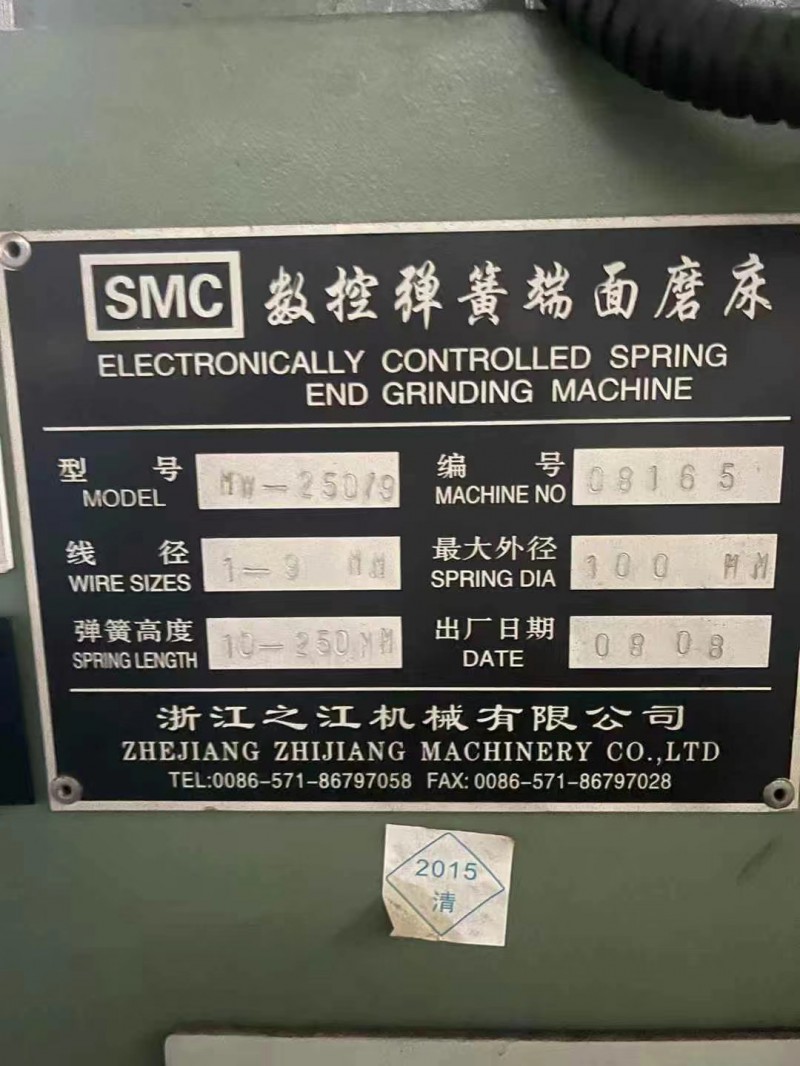 SMC 数控弹簧端面磨床
ELECTRONICALLY CONTROLLED SPRING
END GRINDING MACHINE
型号 MW-250/9 编号 08165
MODEL MACHINE NO
线径 1-9 MM 最大外径 100 MM
WIRE SIZES SPRING DIA
弹簧高度 10-250MM 出厂日期 08 08
SPRING LENGTH DATE
浙江之江机械有限公司
ZHEJIANG ZHIJIANG MACHINERY CO.,LTD
TEL:0086-571-86797058 FAX: 0086-571-86797028
2015
清